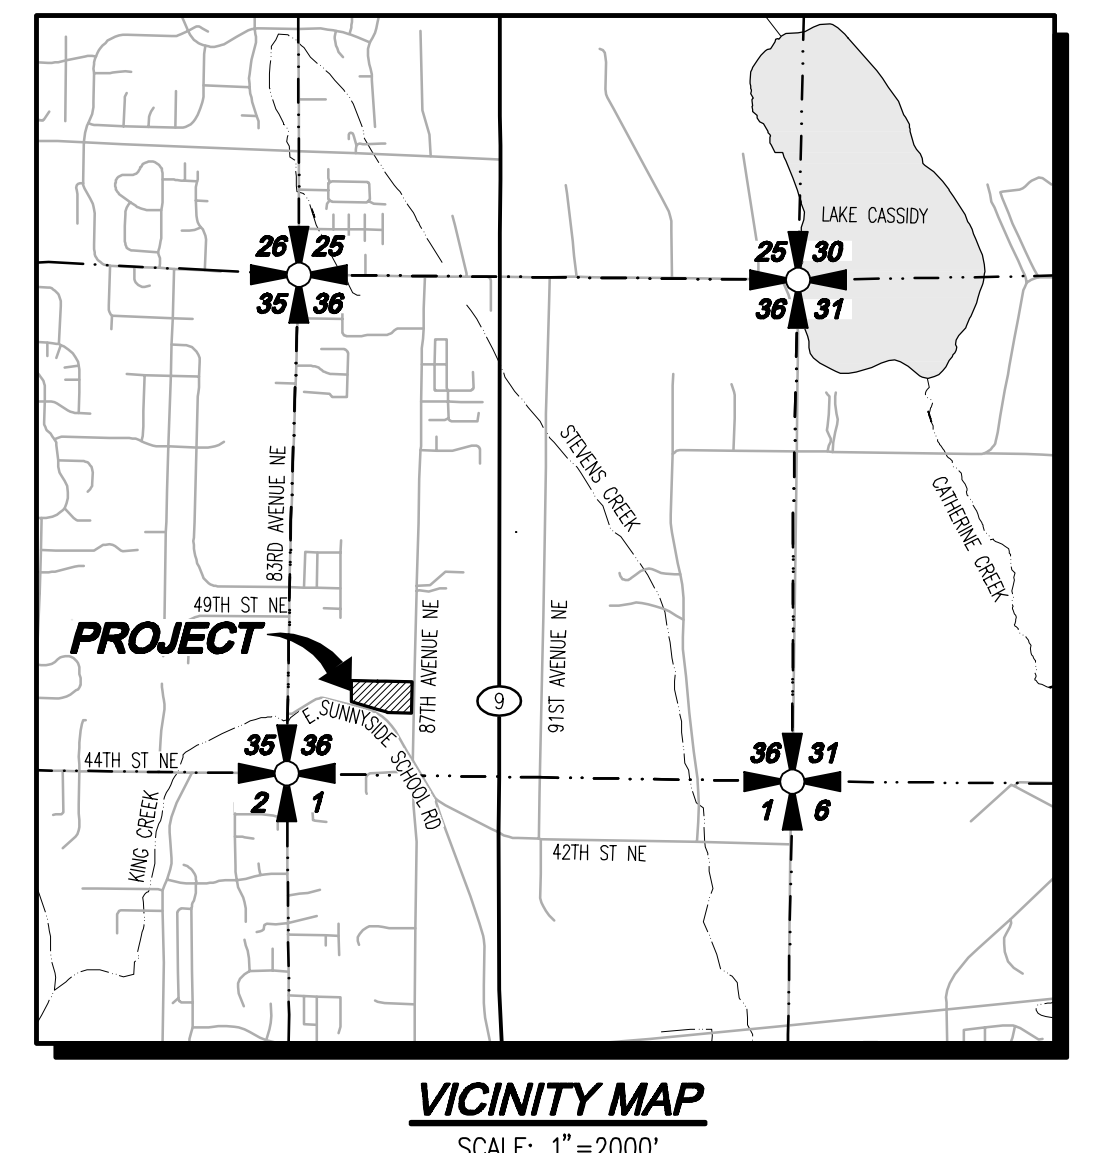 LAKE CASSIDY
26 25
35 36
25 30
36 31
STEVENS CREEK
83RD AVENUE NE
CATHERINE CREEK
49TH ST NE
PROJECT
87TH AVENUE NE
91ST AVENUE NE
9
E. SUNNYSIDE SCHOOL RD
44TH ST NE
35 36
2 1
36 31
1 6
KING CREEK
42TH ST NE
VICINITY MAP
SCALE: 1"=2000'